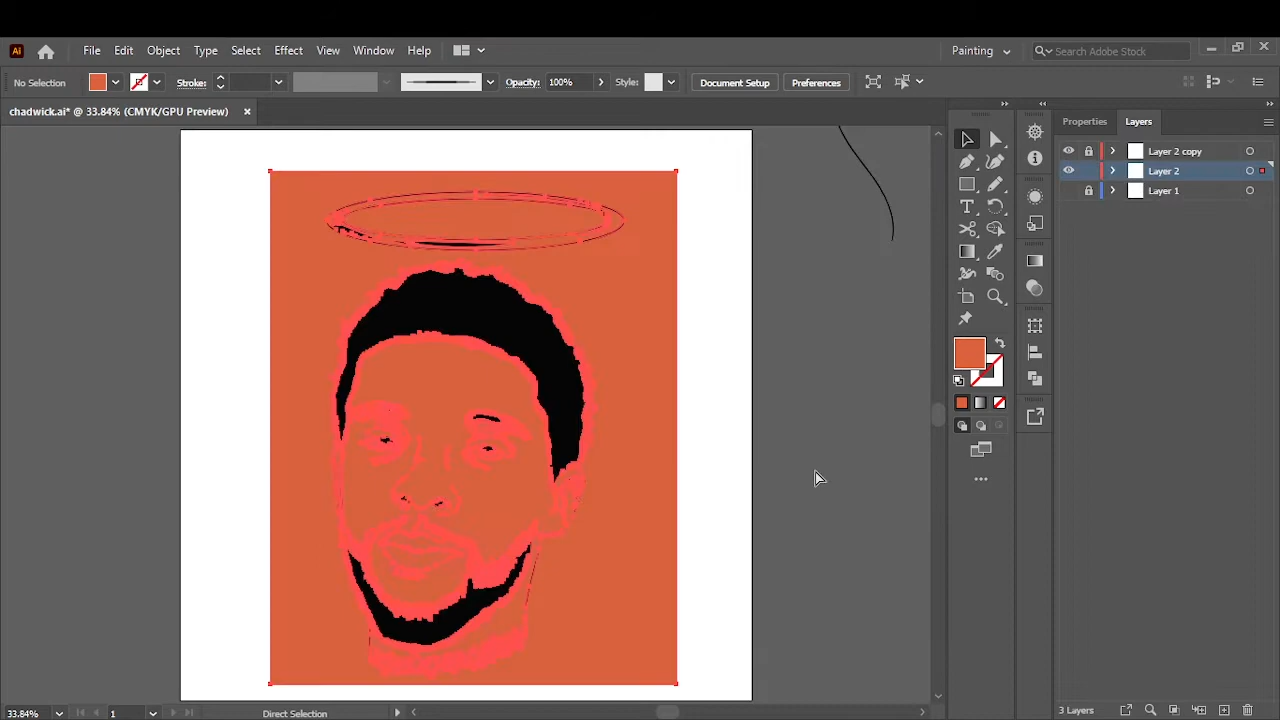 Ai File Edit Object Type Select Effect View Window Help Painting Search Adobe Stock
No Selection Stroke: Opacity: 100% Style: Document Setup Preferences
chadwick.ai* @ 33.84% (CMYK/GPU Preview)
Properties Layers
Layer 2 copy
Layer 2
Layer 1
33.84% 1 Direct Selection 3 Layers